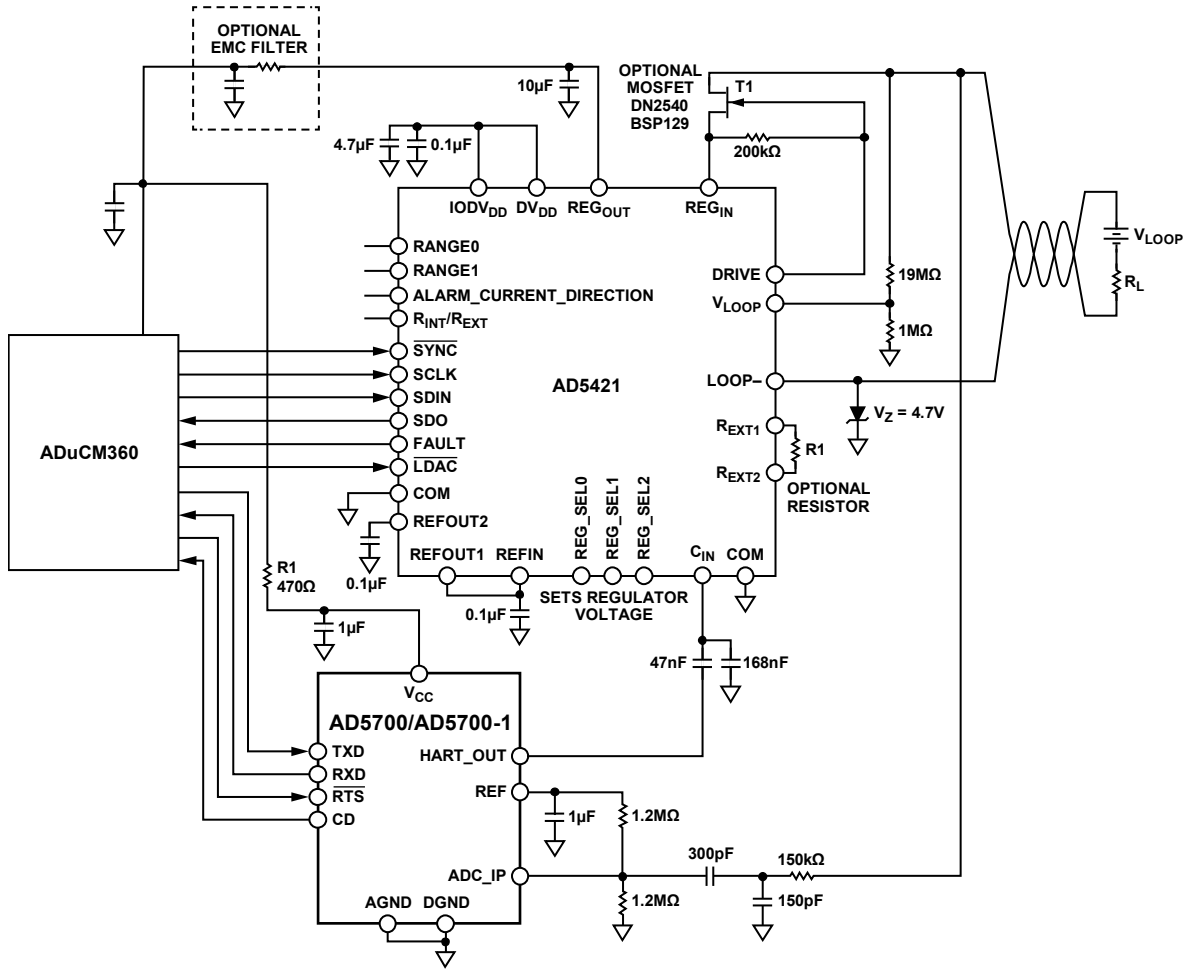 OPTIONAL
EMC FILTER
10µF
OPTIONAL
MOSFET
DN2540
BSP129
T1
200kΩ
4.7µF
0.1µF
IODVDD
DVDD
REGOUT
REGIN
RANGE0
RANGE1
ALARM_CURRENT_DIRECTION
RINT/REXT
SYNC
SCLK
SDIN
SDO
FAULT
LDAC
COM
REFOUT2
ADuCM360
AD5421
DRIVE
VLOOP
LOOP–
REXT1
REXT2
R1
OPTIONAL
RESISTOR
19MΩ
1MΩ
VZ = 4.7V
VLOOP
RL
0.1µF
REFOUT1
REFIN
REG_SEL0
REG_SEL1
REG_SEL2
CIN
COM
SETS REGULATOR
VOLTAGE
0.1µF
R1
470Ω
1µF
47nF
168nF
VCC
AD5700/AD5700-1
TXD
RXD
RTS
CD
HART_OUT
REF
ADC_IP
AGND
DGND
1µF
1.2MΩ
1.2MΩ
300pF
150kΩ
150pF